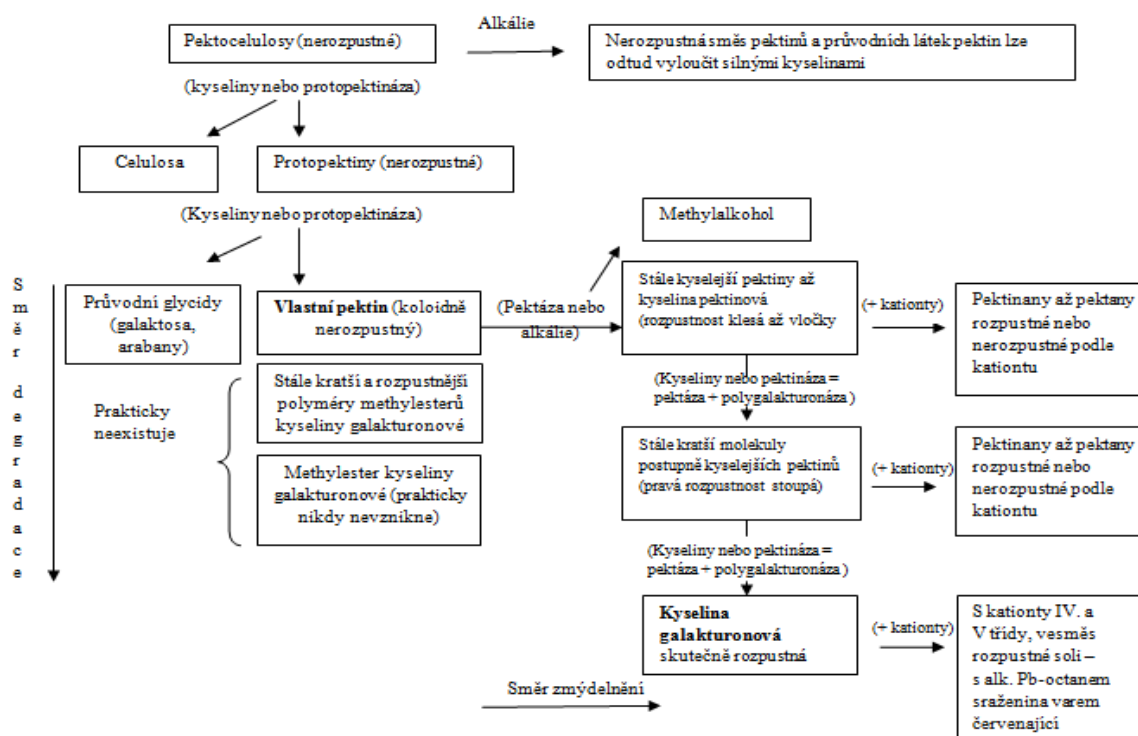 Alkálie
Pektocelulosy (nerozpustné)
Nerozpustná směs pektinů a průvodních látek pektin lze
odtud vyloučit silnými kyselinami
(kyseliny nebo protopektináza)
Celulosa
Protopektiny (nerozpustné)
(Kyseliny nebo protopektináza)
Methylalkohol
Směr degradace
Průvodní glycidy
(galaktosa,
arabany)
Vlastní pektin (koloidně
nerozpustný)
(Pektáza nebo
alkálie)
Stále kyselejší pektiny až
kyselina pektinová
(rozpustnost klesá až vločky
(+ kationty)
Pektinany až pektany
rozpustné nebo
nerozpustné podle
kationtu
Prakticky
neexistuje
Stále kratší a rozpustnější
polyméry methylesterů
kyseliny galakturonové
(Kyseliny nebo pektináza =
pektáza + polygalakturonáza)
Methylester kyseliny
galakturonové (prakticky
nikdy nevznikne)
Stále kratší molekuly
postupně kyselejších pektinů
(pravá rozpustnost stoupá)
(+ kationty)
Pektinany až pektany
rozpustné nebo
nerozpustné podle
kationtu
(Kyseliny nebo pektináza =
pektáza + polygalakturonáza)
Kyselina
galakturonová
skutečně rozpustná
(+ kationty)
S kationty IV. a
V třídy, vesměs
rozpustné soli –
s alk. Pb-octanem
sraženina varem
červenající
Směr zmýdelnění